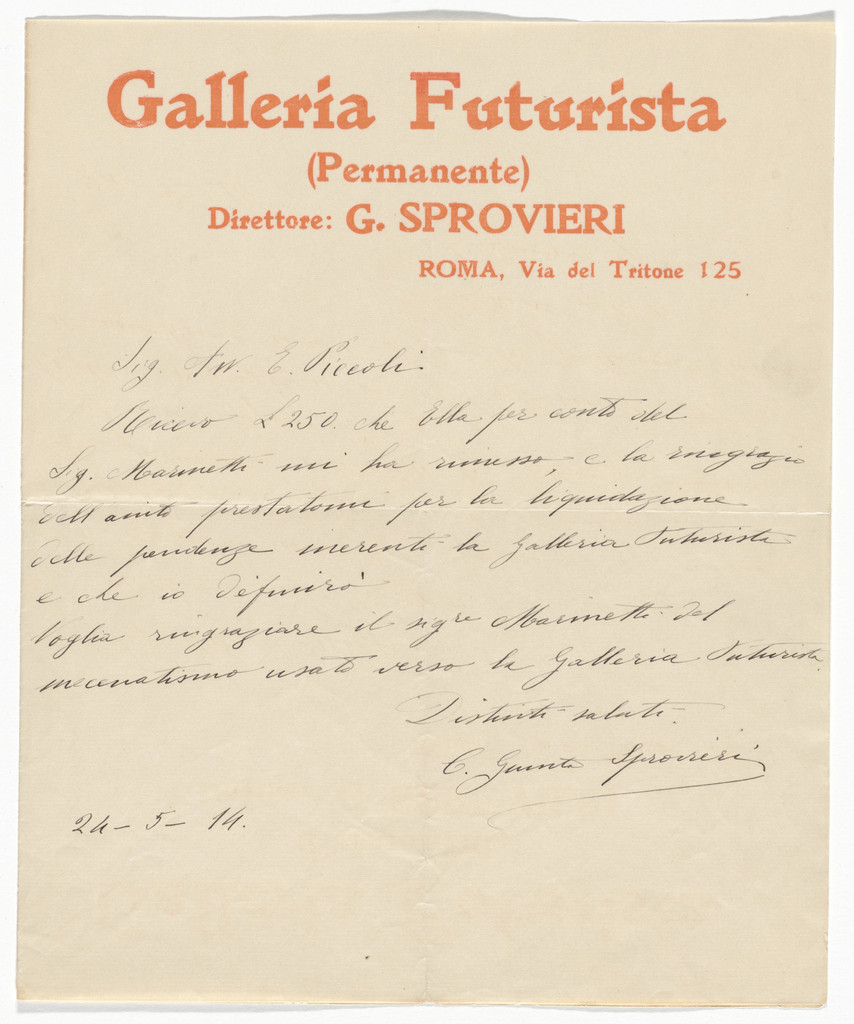 Galleria Futurista
(Permanente)
Direttore: G. SPROVIERI
ROMA, Via del Tritone 125
Sig. Avv. E. Piccoli
Ricevo L 250. che Ella per conto del
Sig. Marinetti mi ha rimesso, e la ringrazio
dell'aiuto prestatomi per la liquidazione
delle pendenze inerenti la Galleria Futurista
e che io definirò
Voglia ringraziare il sigre Marinetti del
mecenatismo usato verso la Galleria Futurista.
Distinti saluti.
Sprovieri
24-5-14.